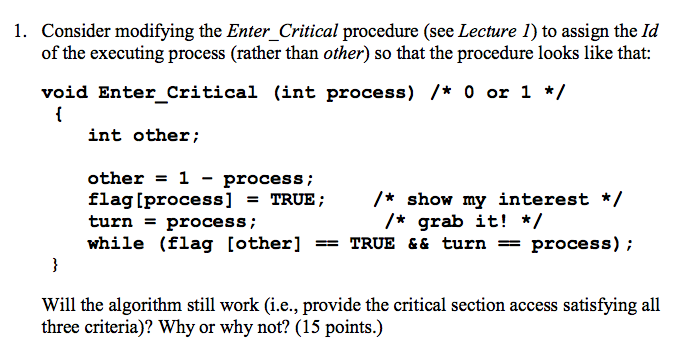 1. Consider modifying the Enter_Critical procedure (see Lecture 1) to assign the Id
of the executing process (rather than other) so that the procedure looks like that:
void Enter_Critical (int process) /* 0 or 1 */
{
int other;
other = 1 - process;
flag[process] = TRUE; /* show my interest */
turn = process; /* grab it! */
while (flag [other] == TRUE && turn == process);
}
Will the algorithm still work (i.e., provide the critical section access satisfying all
three criteria)? Why or why not? (15 points.)